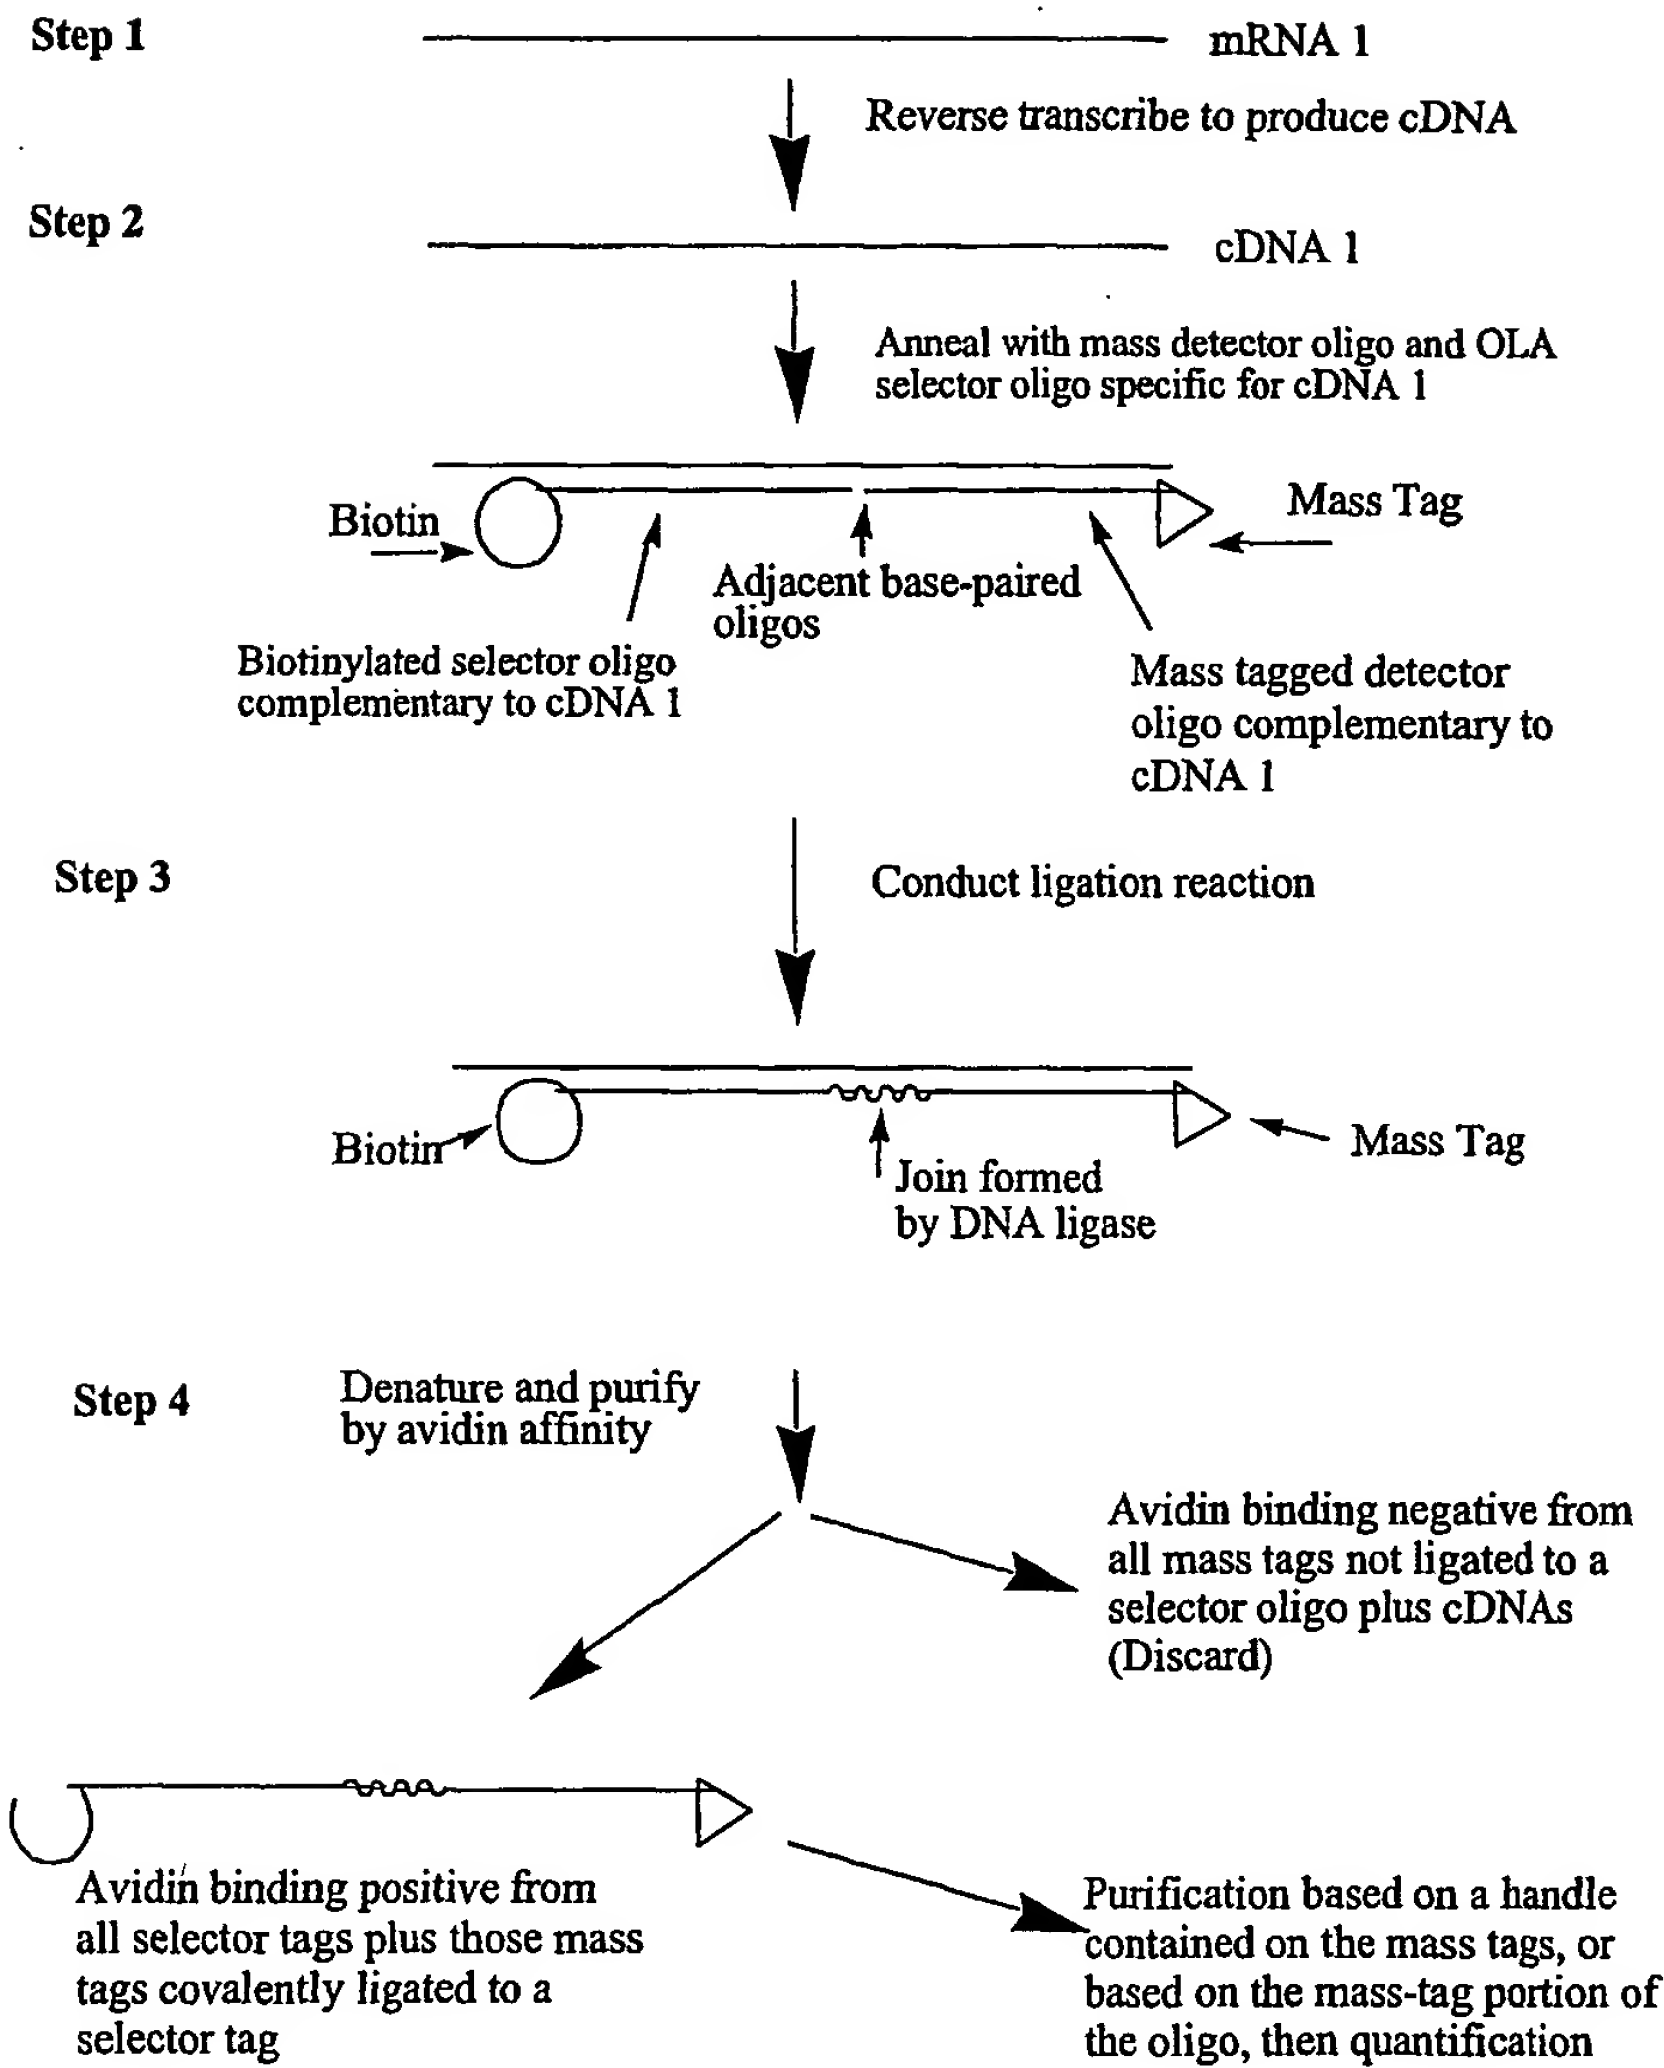 Step 1
mRNA 1
Reverse transcribe to produce cDNA
Step 2
cDNA 1
Anneal with mass detector oligo and OLA
selector oligo specific for cDNA 1
Biotin
Mass Tag
Adjacent base-paired
oligos
Biotinylated selector oligo
complementary to cDNA 1
Mass tagged detector
oligo complementary to
cDNA 1
Step 3
Conduct ligation reaction
Biotin
Mass Tag
Join formed
by DNA ligase
Step 4
Denature and purify
by avidin affinity
Avidin binding negative from
all mass tags not ligated to a
selector oligo plus cDNAs
(Discard)
Avidin binding positive from
all selector tags plus those mass
tags covalently ligated to a
selector tag
Purification based on a handle
contained on the mass tags, or
based on the mass-tag portion of
the oligo, then quantification